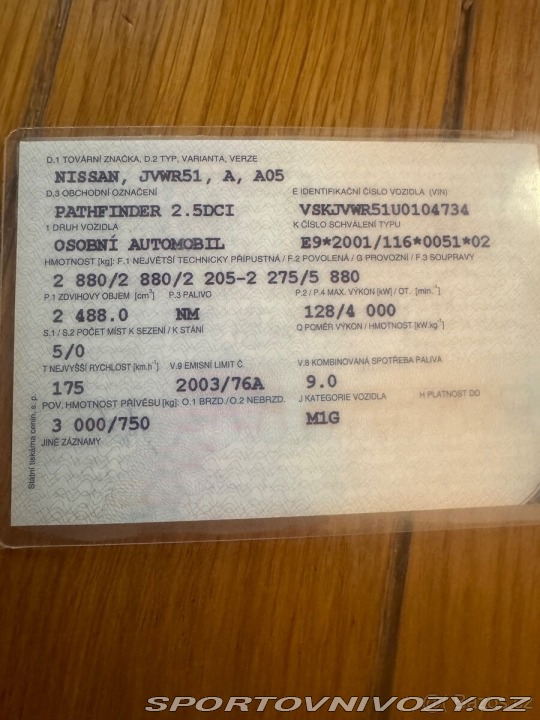 D.1 TOVÁRNÍ ZNAČKA, D.2 TYP, VARIANTA, VERZE
NISSAN, JVWR51, A, A05
D.3 OBCHODNÍ OZNAČENÍ E IDENTIFIKAČNÍ ČÍSLO VOZIDLA (VIN)
PATHFINDER 2.5DCI VSKJVWR51U0104734
1 DRUH VOZIDLA K ČÍSLO SCHVÁLENÍ TYPU
OSOBNÍ AUTOMOBIL E9*2001/116*0051*02
HMOTNOST [kg]: F.1 NEJVĚTŠÍ TECHNICKY PŘÍPUSTNÁ / F.2 POVOLENÁ / G PROVOZNÍ / F.3 SOUPRAVY
2 880/2 880/2 205-2 275/5 880
P.1 ZDVIHOVÝ OBJEM [cm³] P.3 PALIVO P.2 / P.4 MAX. VÝKON [kW] / OT. [min.⁻¹]
2 488.0 NM 128/4 000
S.1 / S.2 POČET MÍST K SEZENÍ / K STÁNÍ Q POMĚR VÝKON / HMOTNOST [kW.kg⁻¹]
5/0
T NEJVYŠŠÍ RYCHLOST [km.h⁻¹] V.9 EMISNÍ LIMIT Č. V.8 KOMBINOVANÁ SPOTŘEBA PALIVA
175 2003/76A 9.0
POV. HMOTNOST PŘÍVĚSU [kg]: O.1 BRZD./O.2 NEBRZD. J KATEGORIE VOZIDLA H PLATNOST DO
3 000/750 M1G
JINÉ ZÁZNAMY
Státní tiskárna cenin, s. p.
SPORTOVNIVOZY.CZ